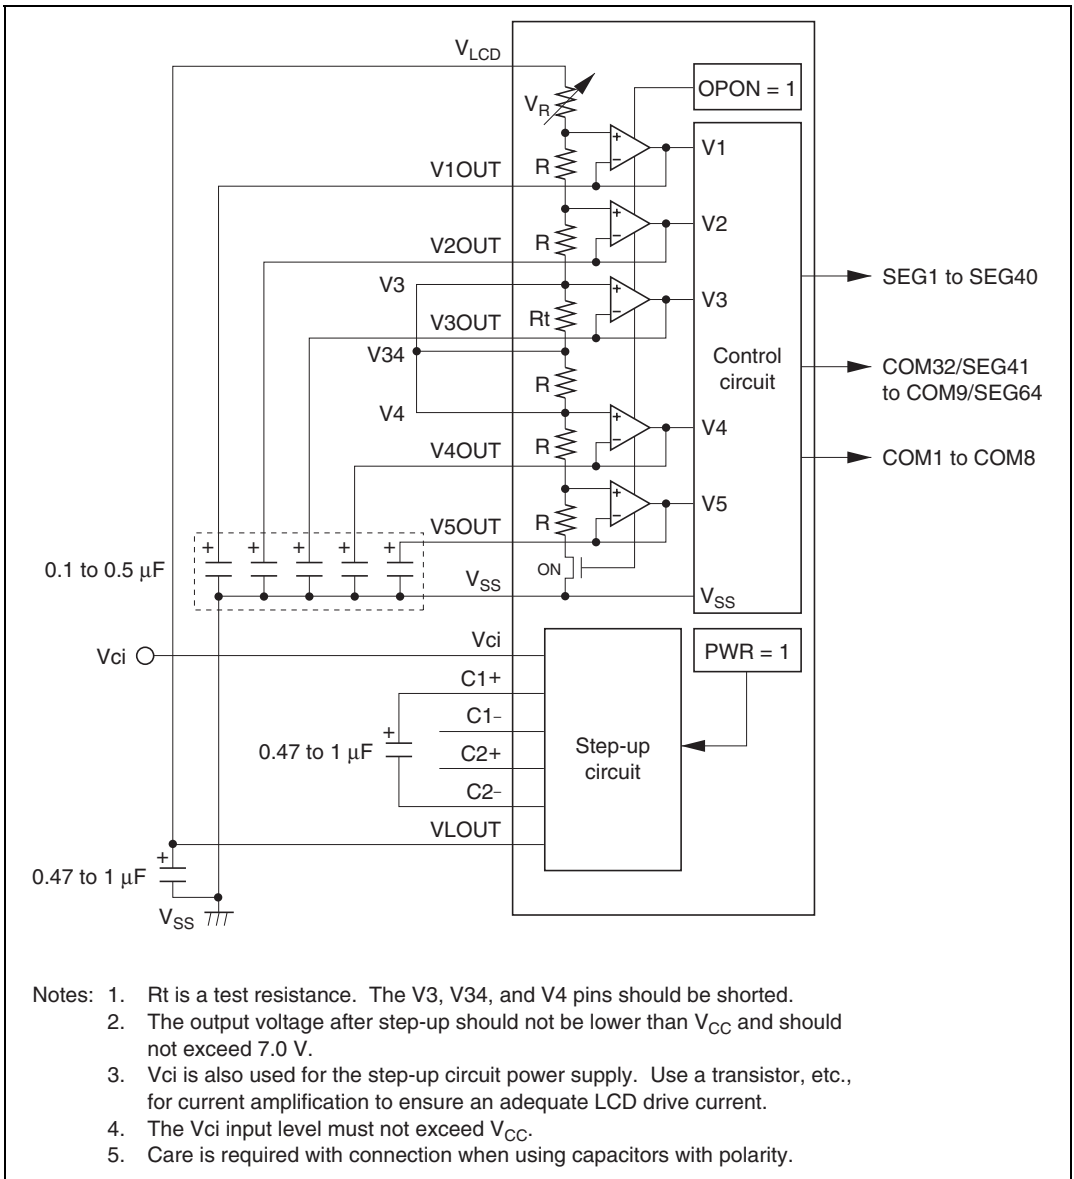 VLCD
OPON = 1
VR
+
−
V1
R
V1OUT
+
−
V2
R
V2OUT
SEG1 to SEG40
V3
+
−
V3
Rt
V3OUT
V34
Control
circuit
COM32/SEG41
to COM9/SEG64
R
V4
+
−
V4
R
V4OUT
COM1 to COM8
+
−
V5
R
V5OUT
+ + + + +
0.1 to 0.5 μF
ON
VSS
VSS
Vci
Vci
PWR = 1
C1+
C1−
+
0.47 to 1 μF
C2+
Step-up
circuit
C2−
VLOUT
+
0.47 to 1 μF
VSS
Notes: 1. Rt is a test resistance. The V3, V34, and V4 pins should be shorted.
2. The output voltage after step-up should not be lower than VCC and should
not exceed 7.0 V.
3. Vci is also used for the step-up circuit power supply. Use a transistor, etc.,
for current amplification to ensure an adequate LCD drive current.
4. The Vci input level must not exceed VCC.
5. Care is required with connection when using capacitors with polarity.